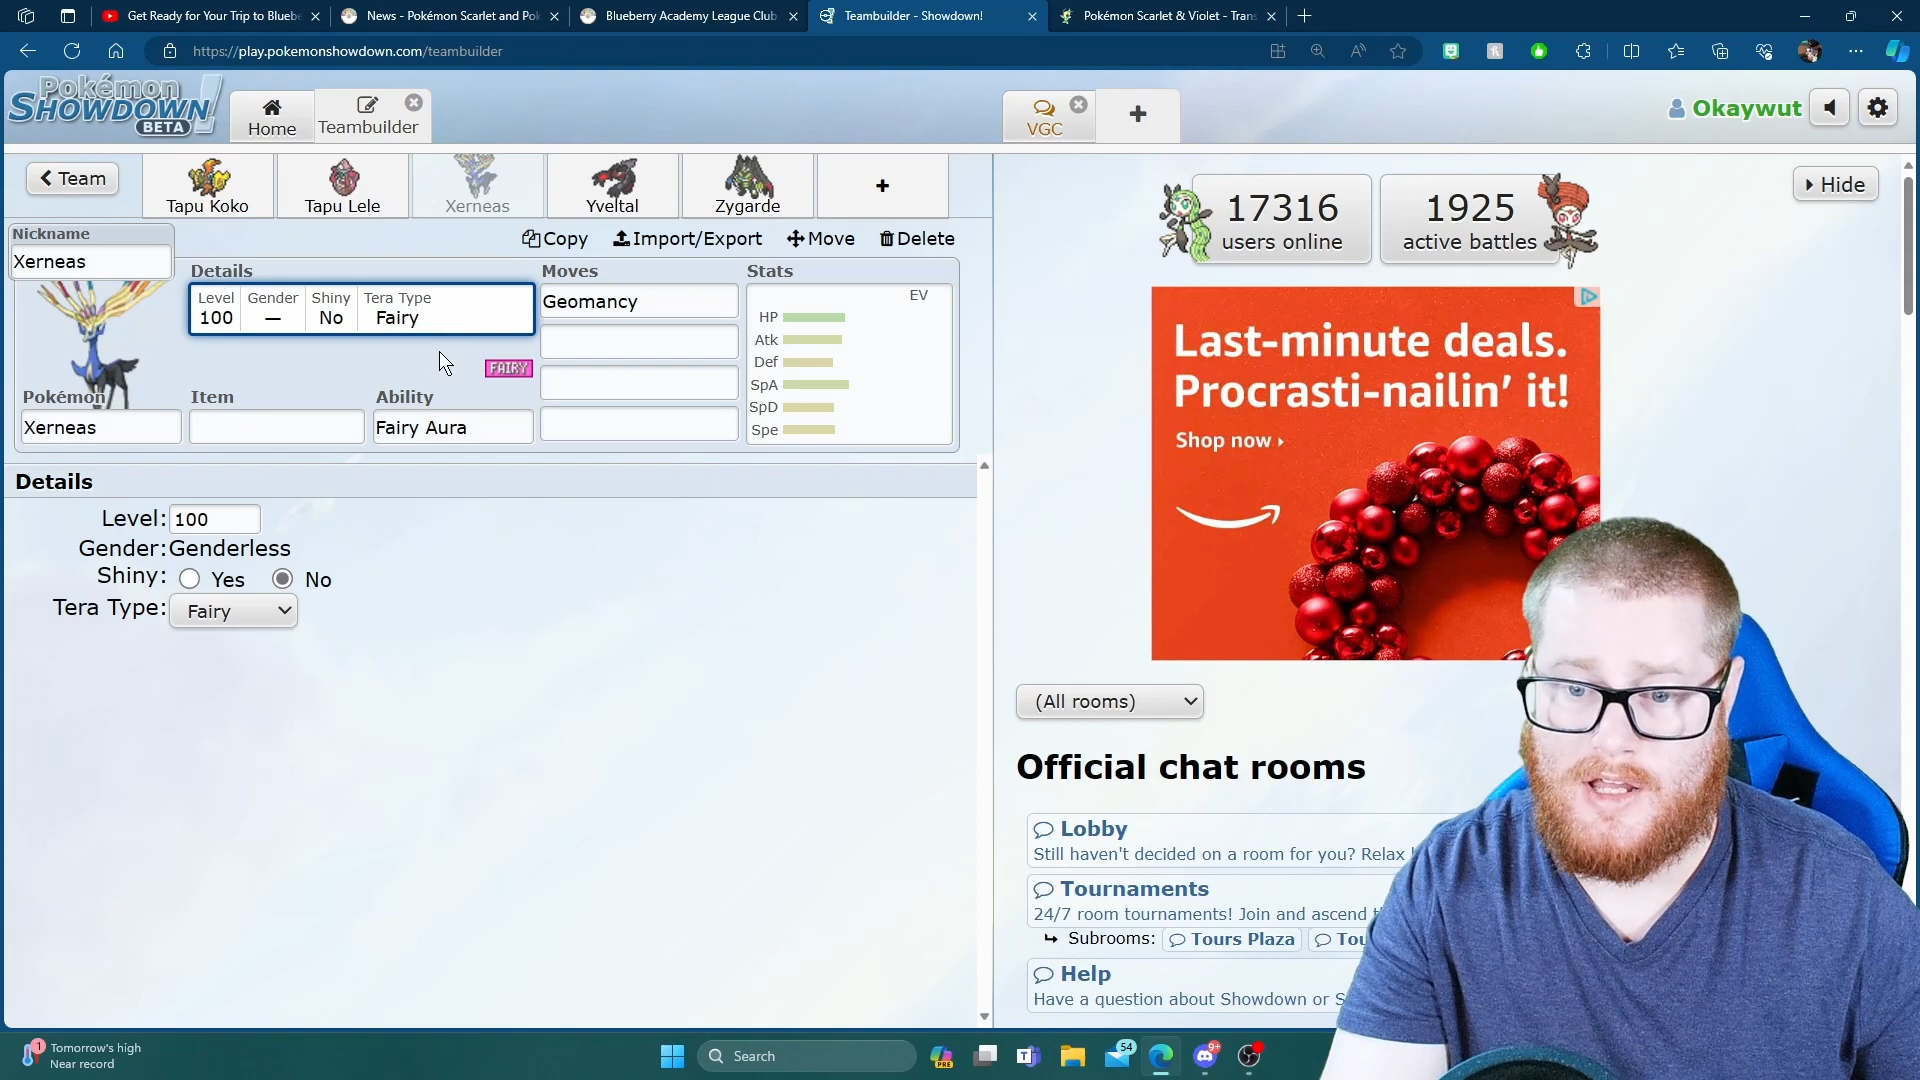 Get Ready for Your Trip to Blueb
News - Pokémon Scarlet and Pok
Blueberry Academy League Club
Teambuilder - Showdown!
Pokémon Scarlet & Violet - Trans
https://play.pokemonshowdown.com/teambuilder
Pokémon
SHOWDOWN!
BETA
Home
Teambuilder
VGC
Okaywut
Team
Tapu Koko
Tapu Lele
Xerneas
Yveltal
Zygarde
+
Hide
17316
users online
1925
active battles
Nickname
Xerneas
Copy
Import/Export
Move
Delete
Details
Moves
Stats
Level
Gender
Shiny
Tera Type
100
—
No
Fairy
Geomancy
EV
HP
Atk
Def
SpA
SpD
Spe
FAIRY
Pokémon
Item
Ability
Xerneas
Fairy Aura
Details
Level: 100
Gender: Genderless
Shiny: Yes No
Tera Type: Fairy
Last-minute deals.
Procrasti-nailin' it!
Shop now
(All rooms)
Official chat rooms
Lobby
Still haven't decided on a room for you? Relax
Tournaments
24/7 room tournaments! Join and ascend
Subrooms: Tours Plaza Tou
Help
Have a question about Showdown or S
1
Tomorrow's high
Near record
Search
PRE
54
9+